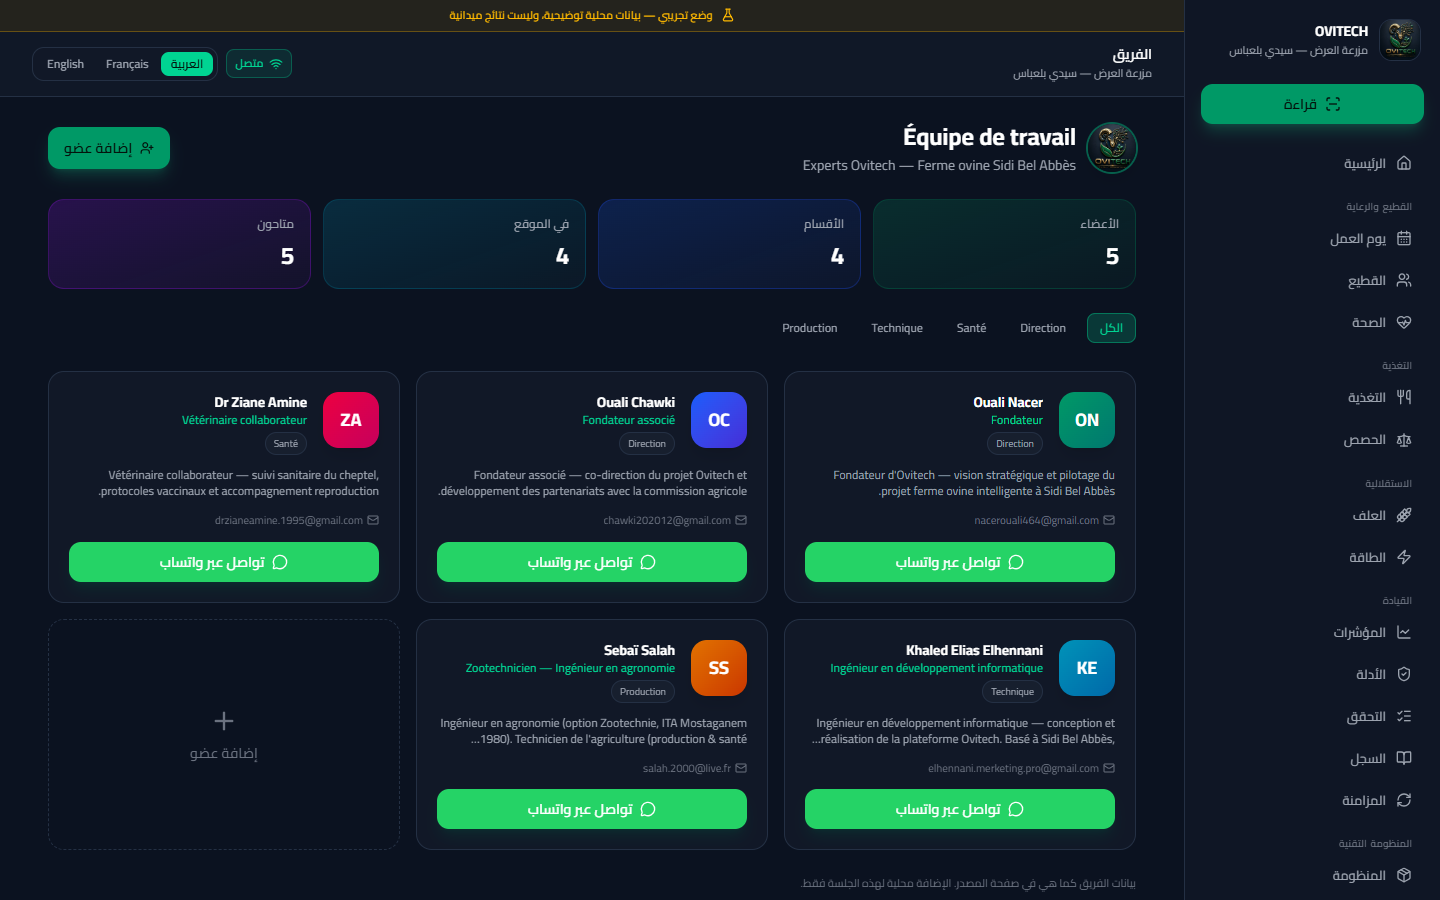 وضع تجريبي — بيانات محلية توضيحية، وليست نتائج ميدانية
OVITECH
مزرعة العرض — سيدي بلعباس
قراءة
الرئيسية
القطيع والرعاية
يوم العمل
القطيع
الصحة
التغذية
التغذية
الحصص
الاستقلالية
العلف
الطاقة
القيادة
المؤشرات
الأدلة
التحقق
السجل
المزامنة
المنظومة التقنية
المنظومة
الفريق
مزرعة العرض — سيدي بلعباس
متصل
العربية
Français
English
Équipe de travail
Experts Ovitech — Ferme ovine Sidi Bel Abbès
إضافة عضو
الأعضاء
5
الأقسام
4
في الموقع
4
متاحون
5
الكل
Direction
Santé
Technique
Production
ON
Ouali Nacer
Fondateur
Direction
Fondateur d'Ovitech — vision stratégique et pilotage du
.projet ferme ovine intelligente à Sidi Bel Abbès
nacerouali464@gmail.com
تواصل عبر واتساب
OC
Ouali Chawki
Fondateur associé
Direction
Fondateur associé — co-direction du projet Ovitech et
.développement des partenariats avec la commission agricole
chawki202012@gmail.com
تواصل عبر واتساب
ZA
Dr Ziane Amine
Vétérinaire collaborateur
Santé
Vétérinaire collaborateur — suivi sanitaire du cheptel,
.protocoles vaccinaux et accompagnement reproduction
drzianeamine.1995@gmail.com
تواصل عبر واتساب
KE
Khaled Elias Elhennani
Ingénieur en développement informatique
Technique
Ingénieur en développement informatique — conception et
...réalisation de la plateforme Ovitech. Basé à Sidi Bel Abbès,
elhennani.merketing.pro@gmail.com
تواصل عبر واتساب
SS
Sebaï Salah
Zootechnicien — Ingénieur en agronomie
Production
Ingénieur en agronomie (option Zootechnie, ITA Mostaganem
...1980). Technicien de l'agriculture (production & santé
salah.2000@live.fr
تواصل عبر واتساب
إضافة عضو
بيانات الفريق كما هي في صفحة المصدر. الإضافة محلية لهذه الجلسة فقط.